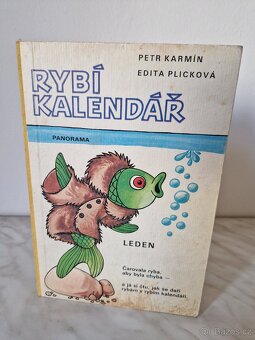 PETR KARMÍN
EDITA PLICKOVÁ
RYBÍ
KALENDÁŘ
PANORAMA
LEDEN
Čarovala ryba,
aby byla chyba —
a já si čtu, jak se daří
rybám v rybím kalendáři.